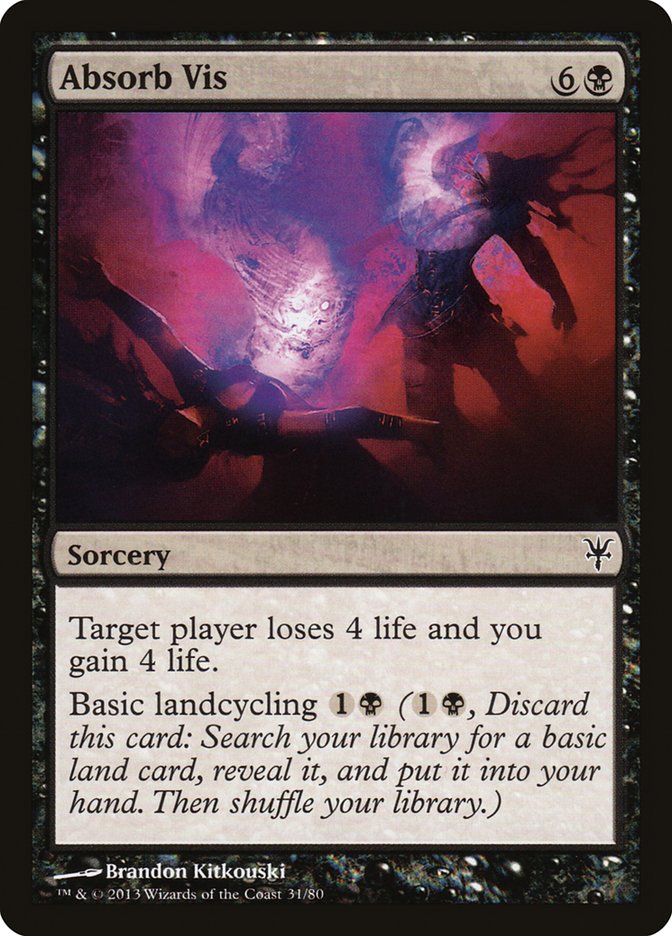 Absorb Vis 6
Sorcery
Target player loses 4 life and you
gain 4 life.
Basic landcycling 1 (1, Discard
this card: Search your library for a basic
land card, reveal it, and put it into your
hand. Then shuffle your library.)
Brandon Kitkouski
™ & © 2013 Wizards of the Coast 31/80